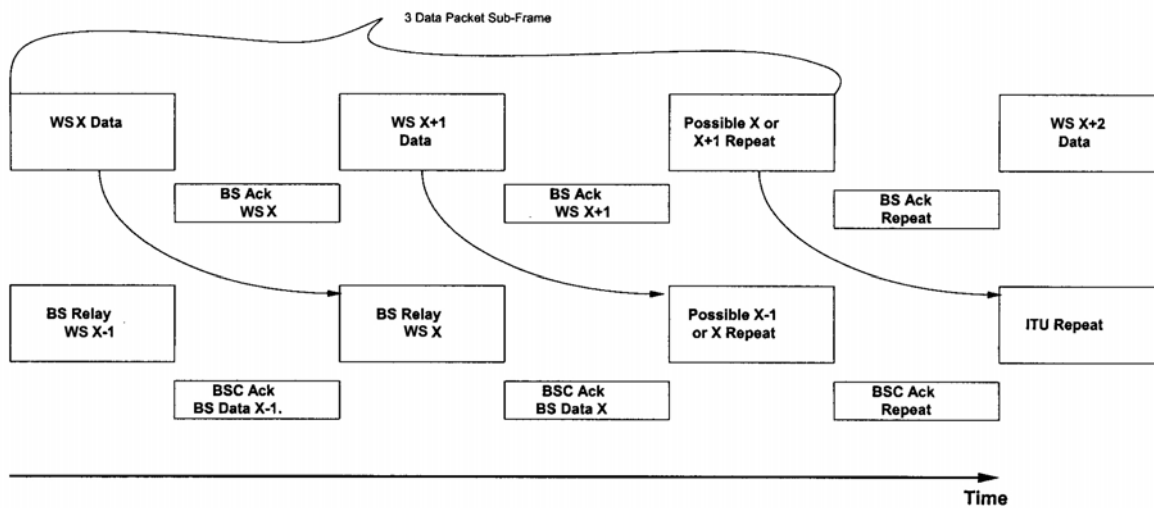 3 Data Packet Sub-Frame
WS X Data
WS X+1
Data
Possible X or
X+1 Repeat
WS X+2
Data
BS Ack
WS X
BS Ack
WS X+1
BS Ack
Repeat
BS Relay
WS X-1
BS Relay
WS X
Possible X-1
or X Repeat
ITU Repeat
BSC Ack
BS Data X-1.
BSC Ack
BS Data X
BSC Ack
Repeat
Time